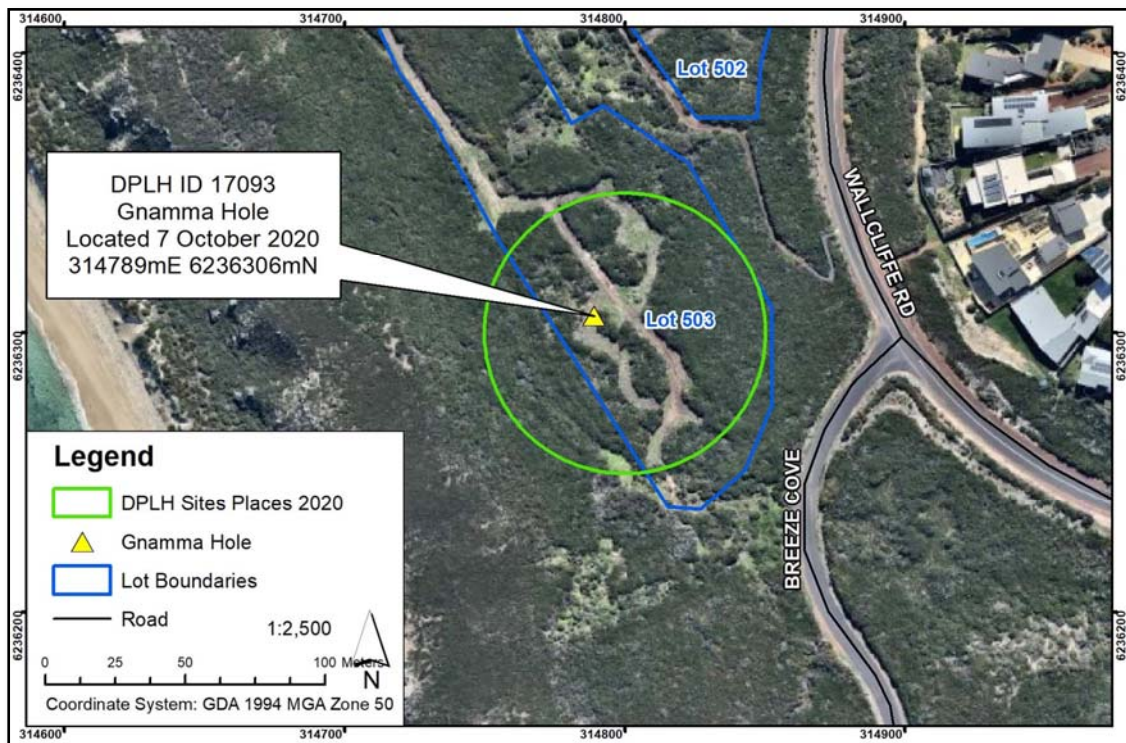 314600
314700
314800
314900
6236400
6236400
Lot 502
DPLH ID 17093
Gnamma Hole
Located 7 October 2020
314789mE 6236306mN
WALLCLIFFE RD
Lot 503
6236300
6236300
Legend
DPLH Sites Places 2020
Gnamma Hole
Lot Boundaries
Road
1:2,500
0 25 50 100 Meters
N
Coordinate System: GDA 1994 MGA Zone 50
BREEZE COVE
6236200
6236200
314600
314700
314800
314900